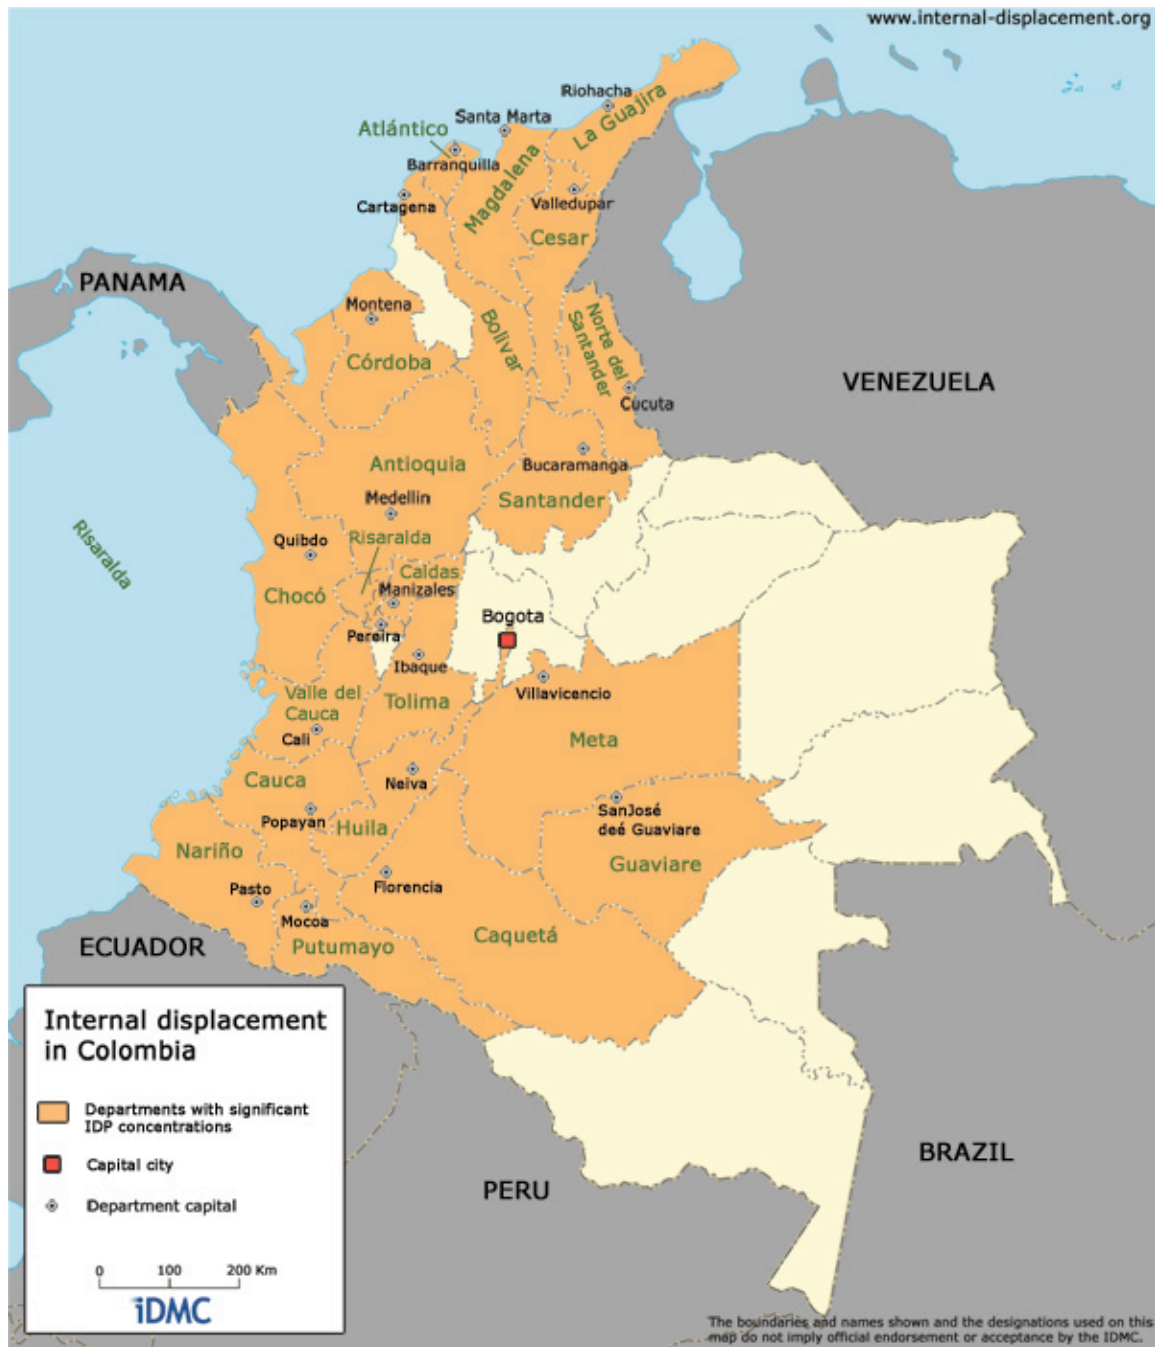 www.internal-displacement.org
Riohacha
Santa Marta
La Guajira
Atlántico
Barranquilla
Magdalena
Valledupar
Cartagena
Cesar
PANAMA
Montena
Bolivar
Norte del
Santander
Córdoba
VENEZUELA
Cucuta
Antioquia
Bucaramanga
Santander
Medellin
Risaralda
Quibdo
Risaralda
Caldas
Manizales
Chocó
Bogota
Pereira
Ibaque
Villavicencio
Valle del
Cauca
Tolima
Cali
Meta
Cauca
Neiva
SanJosé
deé Guaviare
Popayan
Huila
Nariño
Guaviare
Pasto
Florencia
Mocoa
Caquetá
ECUADOR
Putumayo
Internal displacement
in Colombia
Departments with significant
IDP concentrations
Capital city
Department capital
0 100 200 Km
iDMC
PERU
BRAZIL
The boundaries and names shown and the designations used on this
map do not imply official endorsement or acceptance by the IDMC.